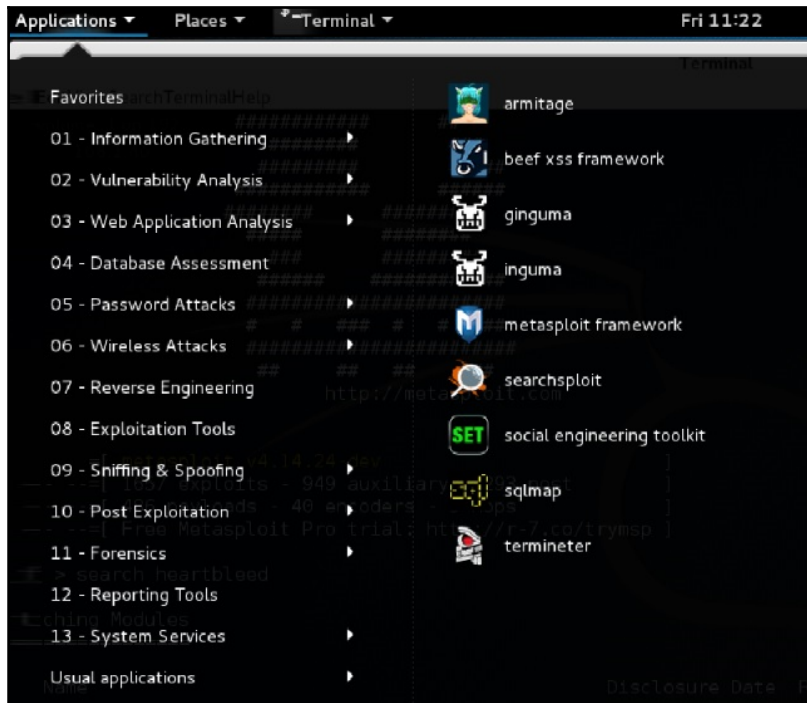 Applications Places Terminal Fri 11:22
Terminal
Favorites
SearchTerminalHelp
01 - Information Gathering
02 - Vulnerability Analysis
03 - Web Application Analysis
04 - Database Assessment
05 - Password Attacks
06 - Wireless Attacks
07 - Reverse Engineering
08 - Exploitation Tools
09 - Sniffing & Spoofing
10 - Post Exploitation
11 - Forensics
12 - Reporting Tools
13 - System Services
Usual applications
armitage
beef xss framework
ginguma
inguma
metasploit framework
searchsploit
SET social engineering toolkit
sql sqlmap
termineter
http://metasploit.com
=[ metasploit v4.14.24-dev ]
exploits - 949 auxiliary
- 40 encoders -
=[ Free Metasploit Pro trial: http://r-7.co/trymsp ]
> search heartbleed
Modules
Name Disclosure Date